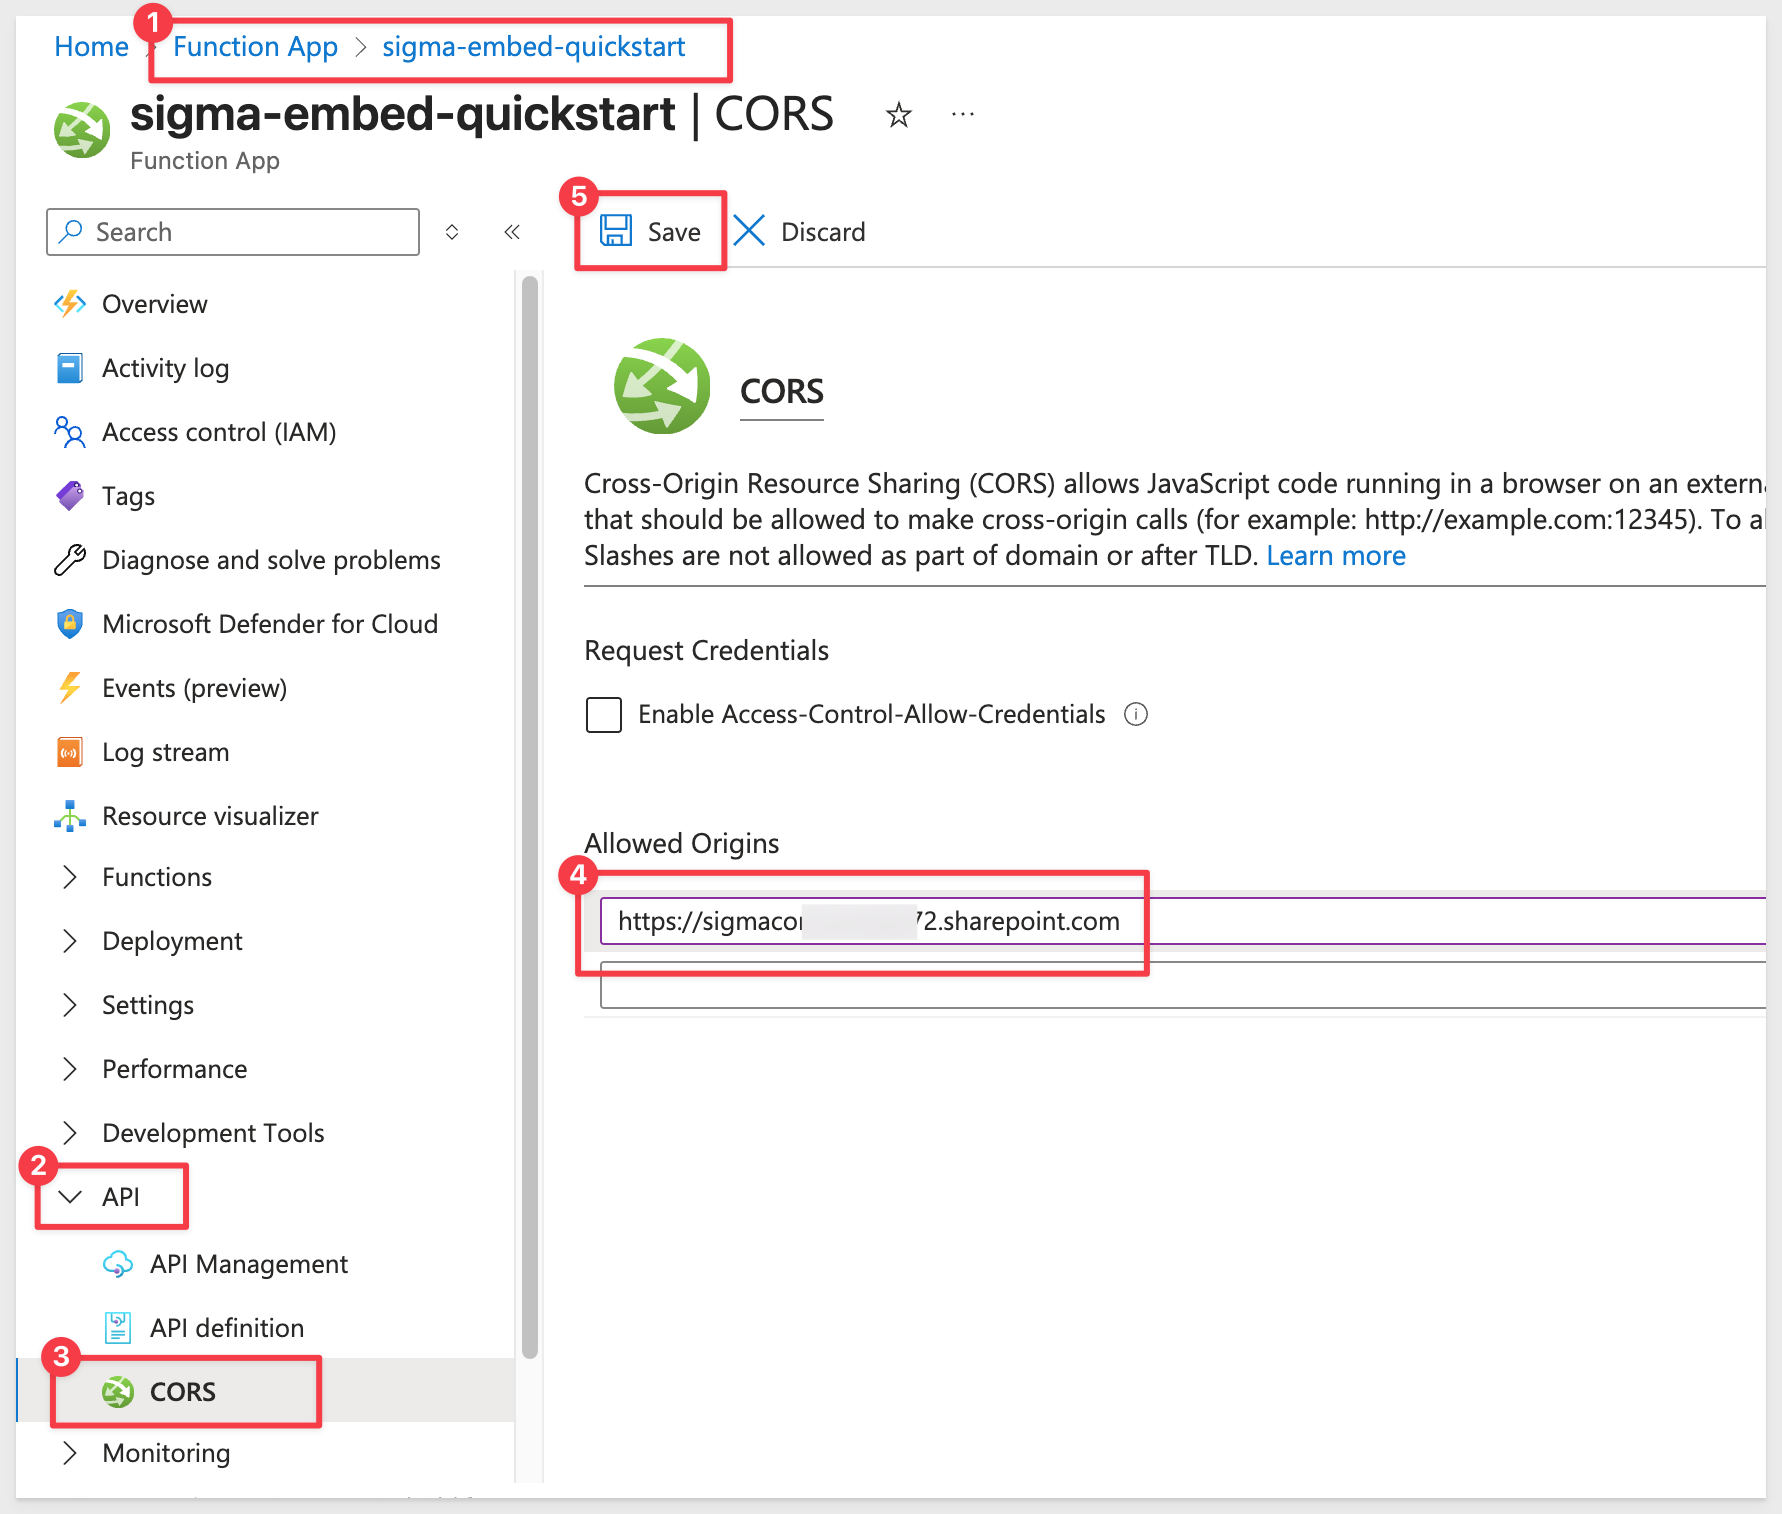 1
Home > Function App > sigma-embed-quickstart
sigma-embed-quickstart | CORS
Function App
Search
5
Save
Discard
Overview
Activity log
Access control (IAM)
Tags
Diagnose and solve problems
Microsoft Defender for Cloud
Events (preview)
Log stream
Resource visualizer
Functions
Deployment
Settings
Performance
Development Tools
2
API
API Management
API definition
3
CORS
Monitoring
CORS
Cross-Origin Resource Sharing (CORS) allows JavaScript code running in a browser on an
that should be allowed to make cross-origin calls (for example: http://example.com:12345). To
Slashes are not allowed as part of domain or after TLD. Learn more
Request Credentials
Enable Access-Control-Allow-Credentials
Allowed Origins
4
https://sigmaco 72.sharepoint.com